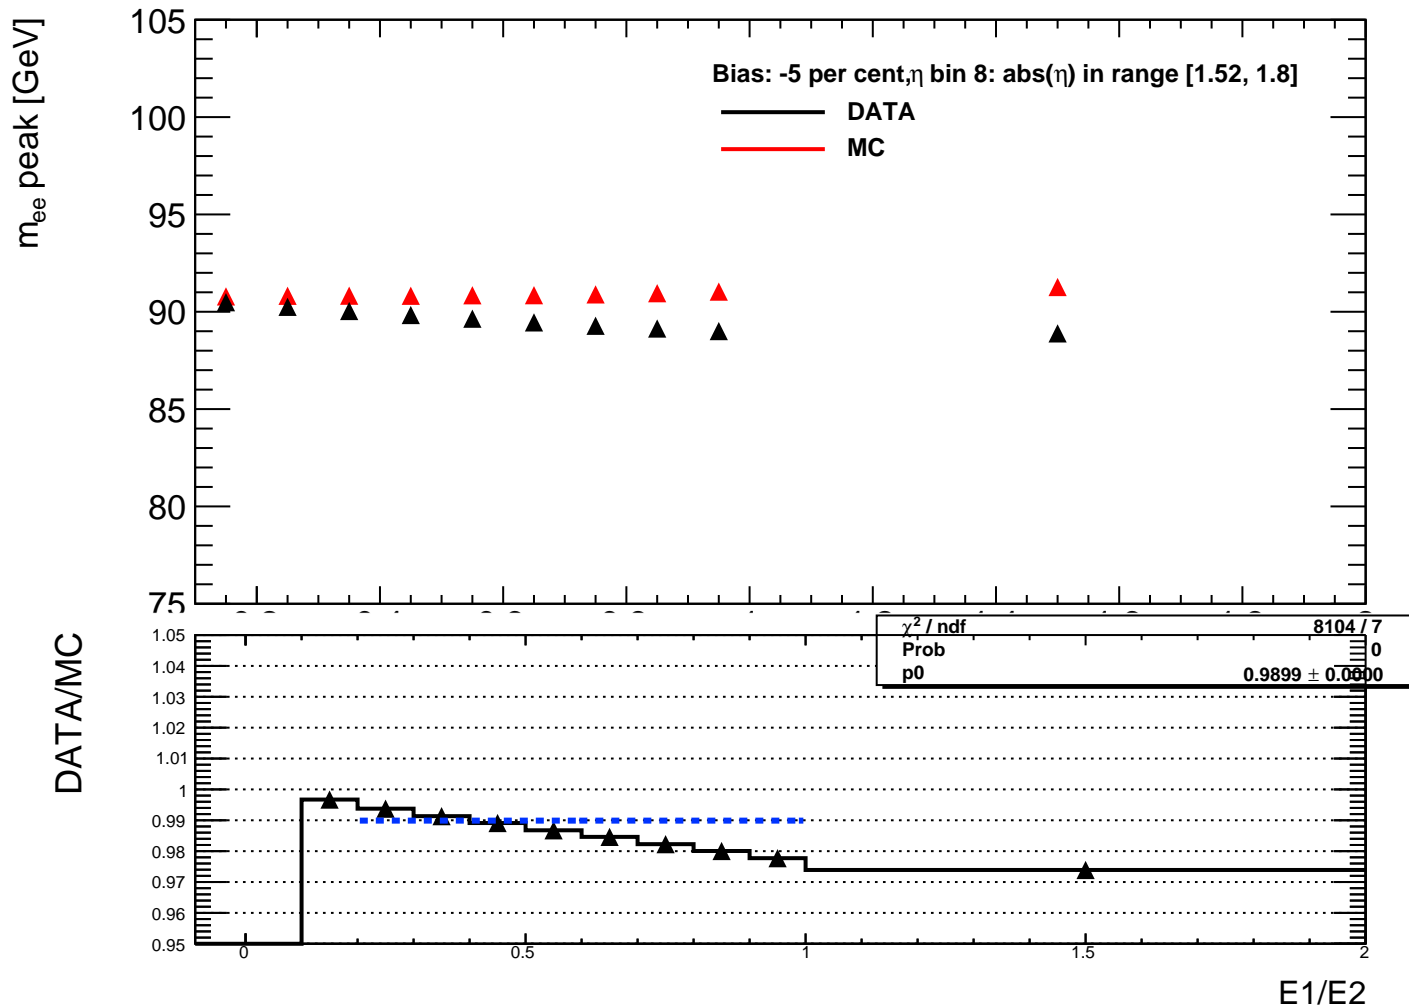 m_ee peak [GeV]
105
100
95
90
85
80
75
Bias: -5 per cent,η bin 8: abs(η) in range [1.52, 1.8]
DATA
MC
DATA/MC
1.05
1.04
1.03
1.02
1.01
1
0.99
0.98
0.97
0.96
0.95
χ² / ndf 8104 / 7
Prob 0
p0 0.9899 ± 0.0000
0 0.5 1 1.5 2
E1/E2